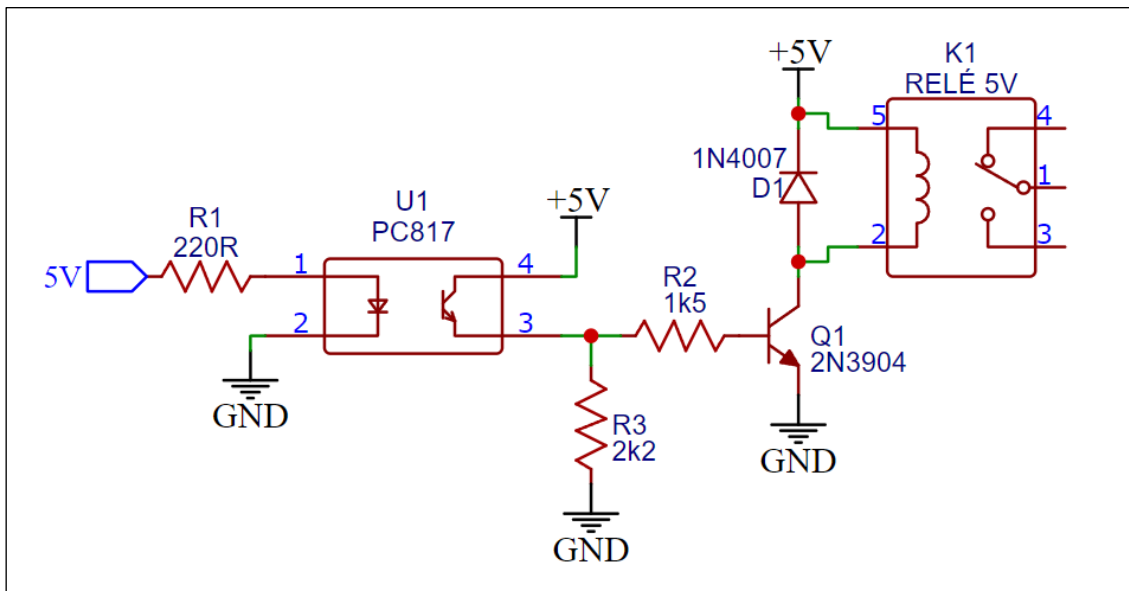 +5V
K1
RELÉ 5V
5
4
1N4007
D1
1
U1
PC817
+5V
R1
220R
5V
1
4
2
3
R2
1k5
2
3
Q1
2N3904
GND
R3
2k2
GND
GND